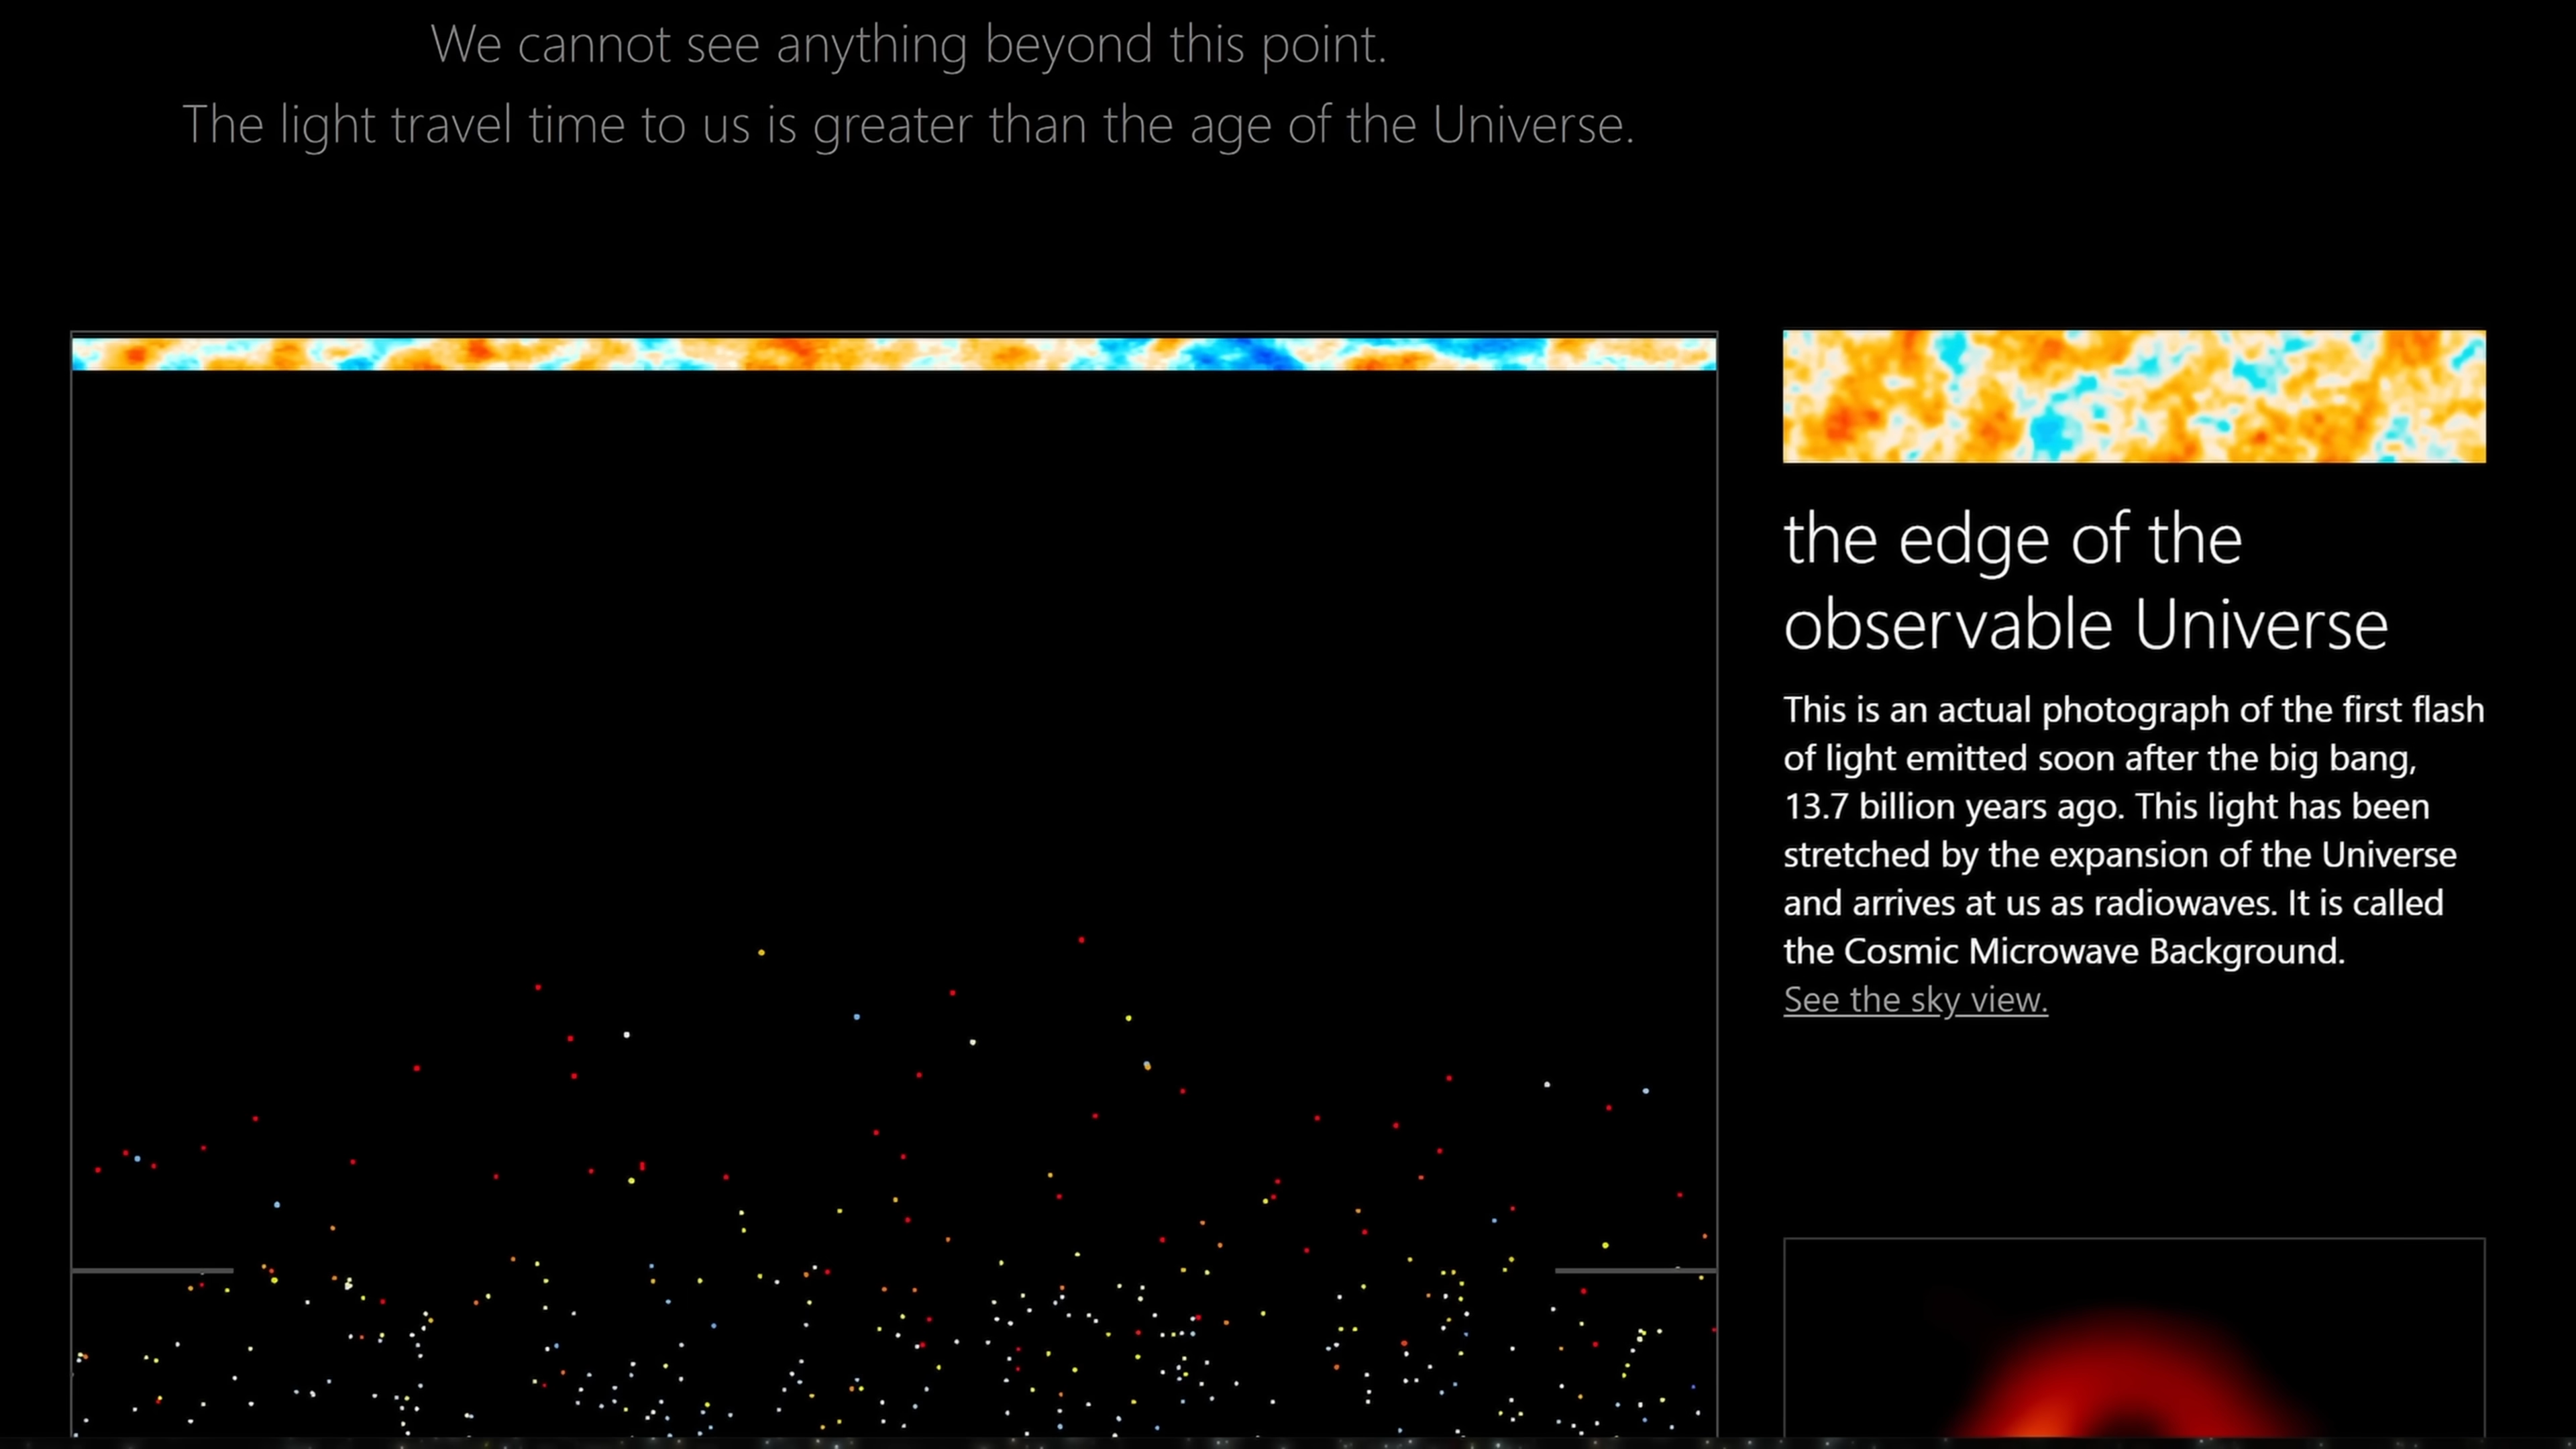 We cannot see anything beyond this point.
The light travel time to us is greater than the age of the Universe.
the edge of the
observable Universe
This is an actual photograph of the first flash
of light emitted soon after the big bang,
13.7 billion years ago. This light has been
stretched by the expansion of the Universe
and arrives at us as radiowaves. It is called
the Cosmic Microwave Background.
See the sky view.